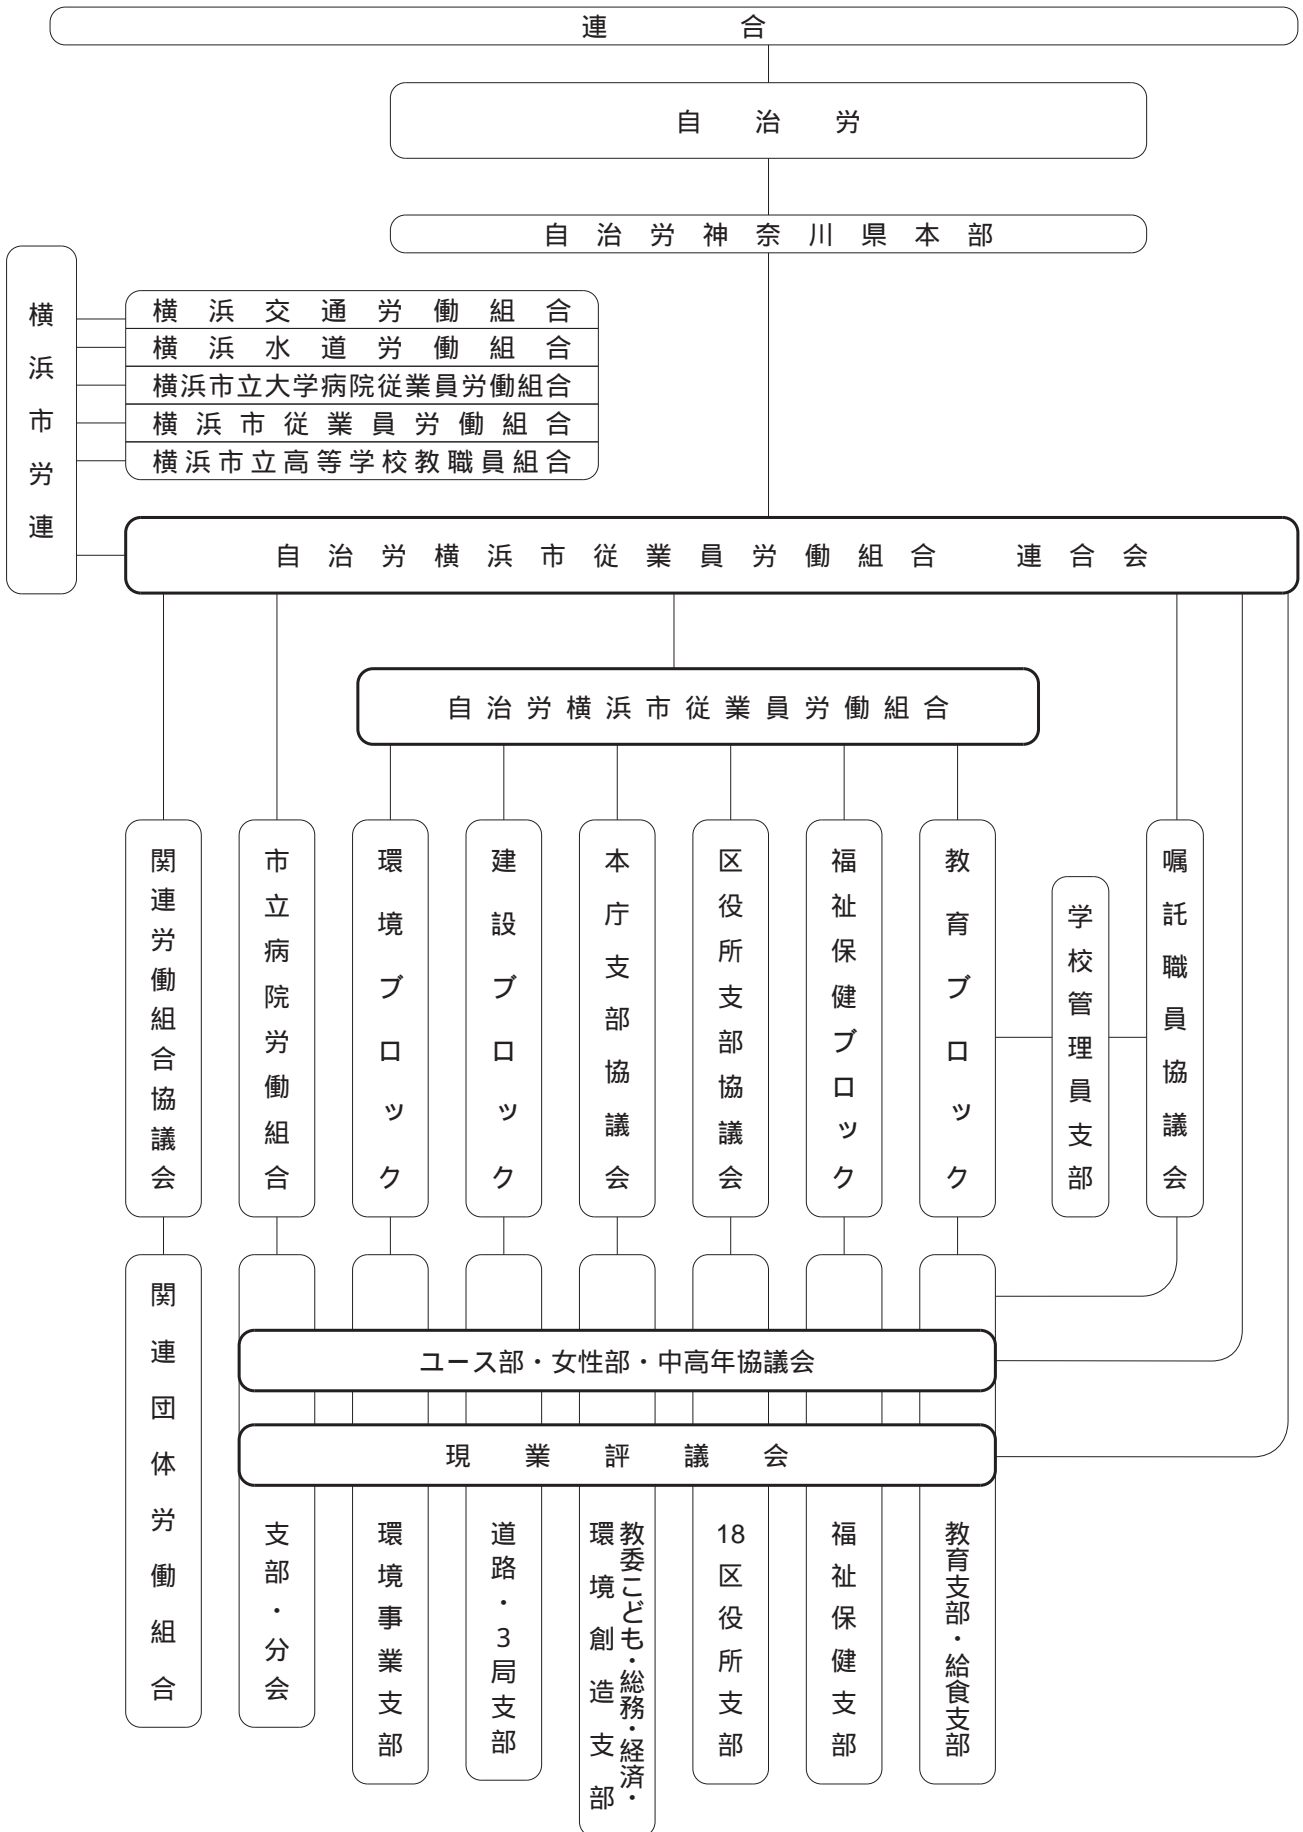 連合
自治労
自治労神奈川県本部
横浜市労連
横浜交通労働組合
横浜水道労働組合
横浜市立大学病院従業員労働組合
横浜市従業員労働組合
横浜市立高等学校教職員組合
自治労横浜市従業員労働組合 連合会
自治労横浜市従業員労働組合
関連労働組合協議会
市立病院労働組合
環境ブロック
建設ブロック
本庁支部協議会
区役所支部協議会
福祉保健ブロック
教育ブロック
学校管理員支部
嘱託職員協議会
関連団体労働組合
ユース部・女性部・中高年協議会
現業評議会
支部・分会
環境事業支部
道路・3局支部
教委こども・総務・経済・
環境創造支部
18区役所支部
福祉保健支部
教育支部・給食支部